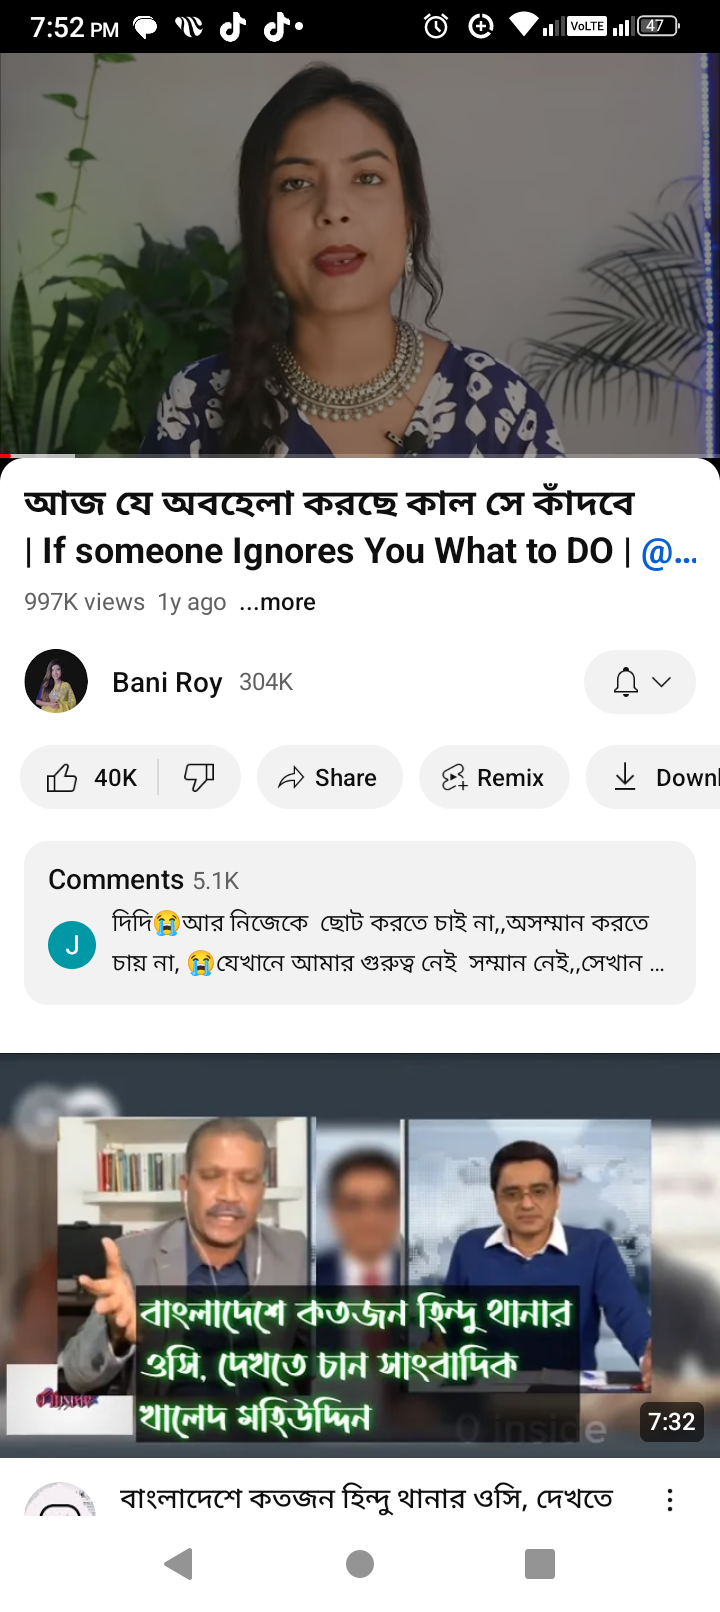 7:52 PM
VoLTE
47
আজ যে অবহেলা করছে কাল সে কাঁদবে
| If someone Ignores You What to DO | @...
997K views 1y ago ...more
Bani Roy 304K
40K
Share
Remix
Downl
Comments 5.1K
J
দিদি😭আর নিজেকে ছোট করতে চাই না,,অসম্মান করতে
চায় না, 😭যেখানে আমার গুরুত্ব নেই সম্মান নেই,,সেখান ...
বাংলাদেশে কতজন হিন্দু থানার
ওসি, দেখতে চান সাংবাদিক
খালেদ মহিউদ্দিন
inside
7:32
বাংলাদেশে কতজন হিন্দু থানার ওসি, দেখতে